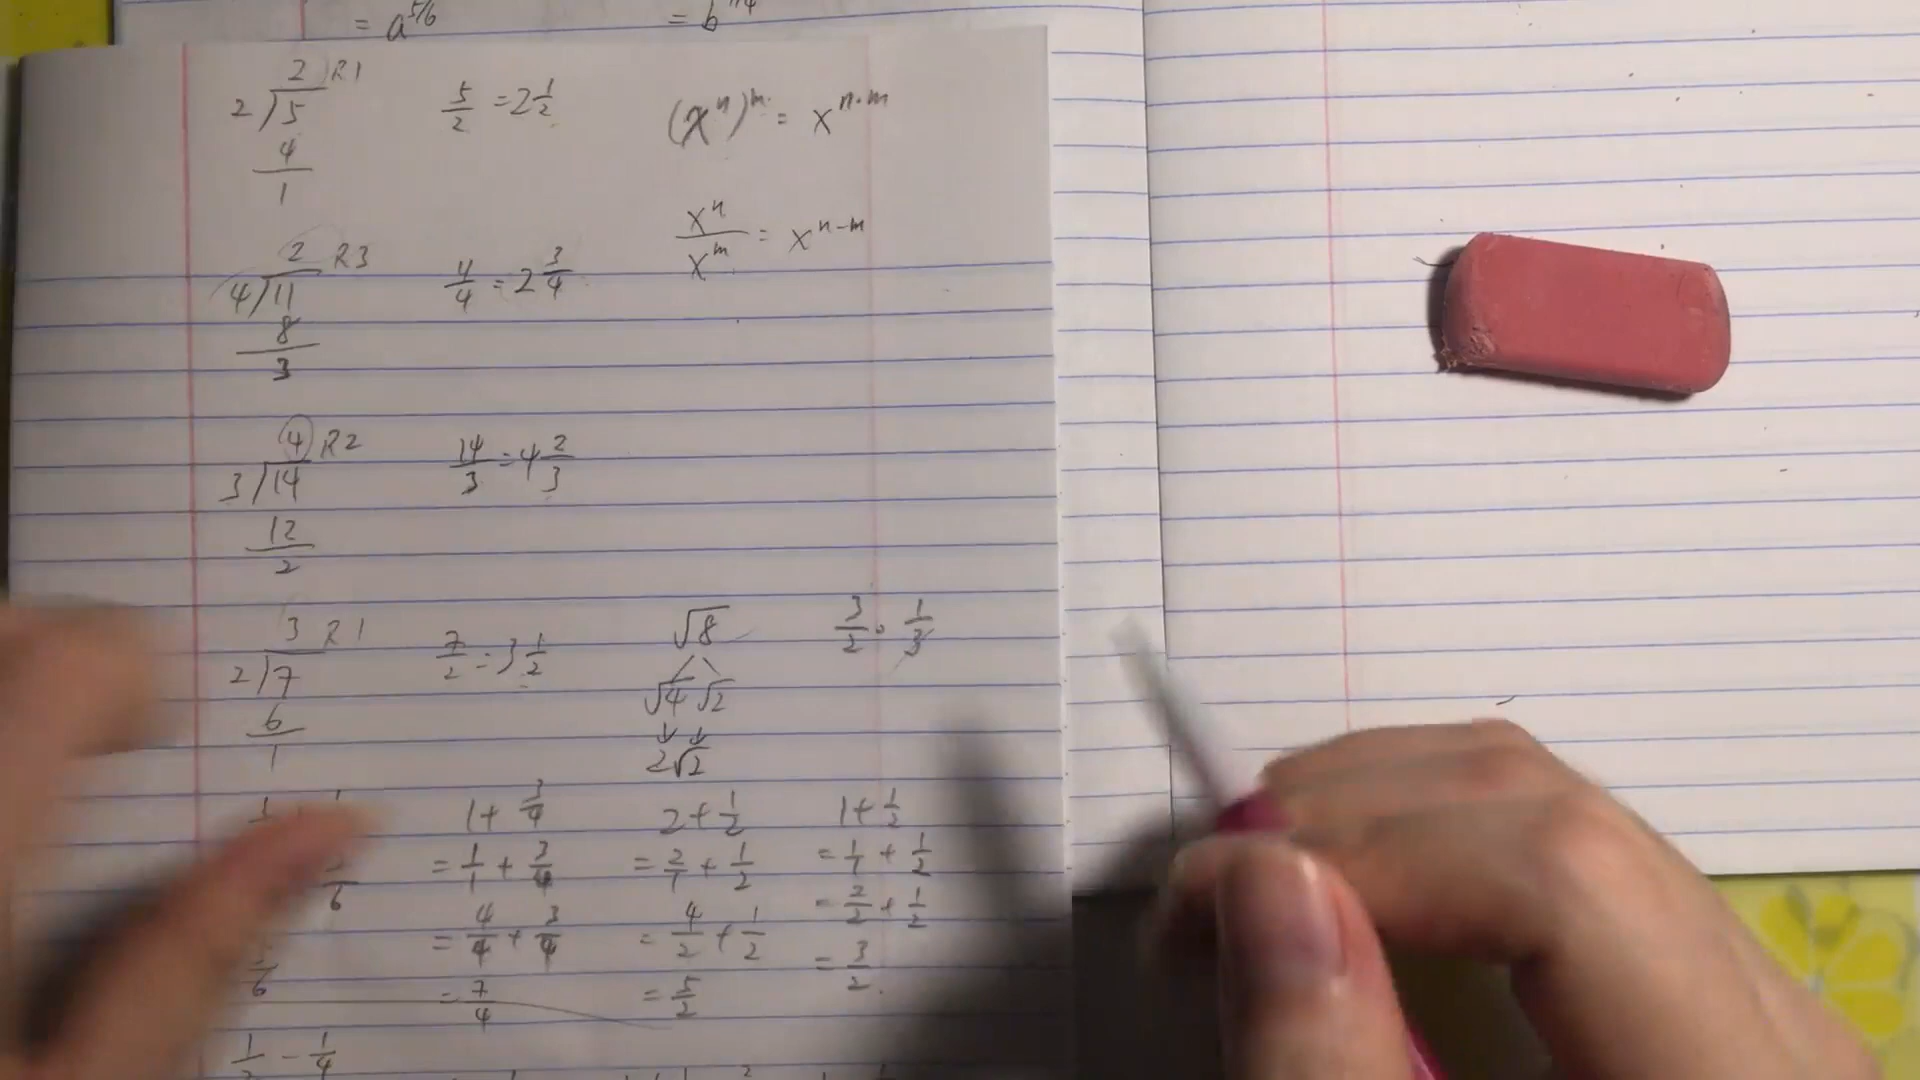 = a^5/6
= b
2 R1
2 /5
4
1
5/2 = 2 1/2
(x^n)^m = x^n·m
x^n/x^m = x^n-m
2 R3
4 /11
8
3
11/4 = 2 3/4
4 R2
3 /14
12
2
14/3 = 4 2/3
3 R1
2 /7
6
1
7/2 = 3 1/2
√8
√4 √2
↓ ↓
2√2
3/2 · 1/3
1 + 3/4
= 1/1 + 3/4
= 4/4 + 3/4
= 7/4
2 + 1/2
= 2/1 + 1/2
= 4/2 + 1/2
= 5/2
1 + 1/2
= 1/1 + 1/2
= 2/2 + 1/2
= 3/2
6
6
- 1/4